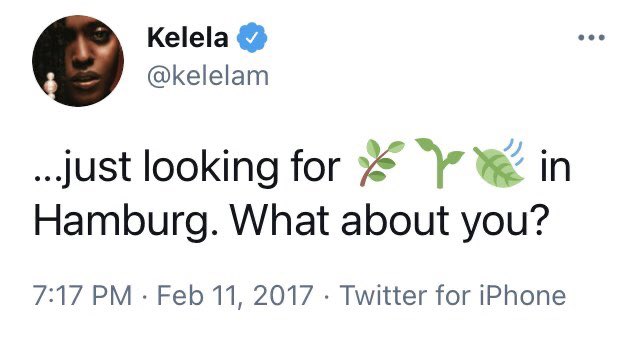 Kelela
@kelelam
...just looking for 🌿 🌱 🍃 in
Hamburg. What about you?
7:17 PM · Feb 11, 2017 · Twitter for iPhone